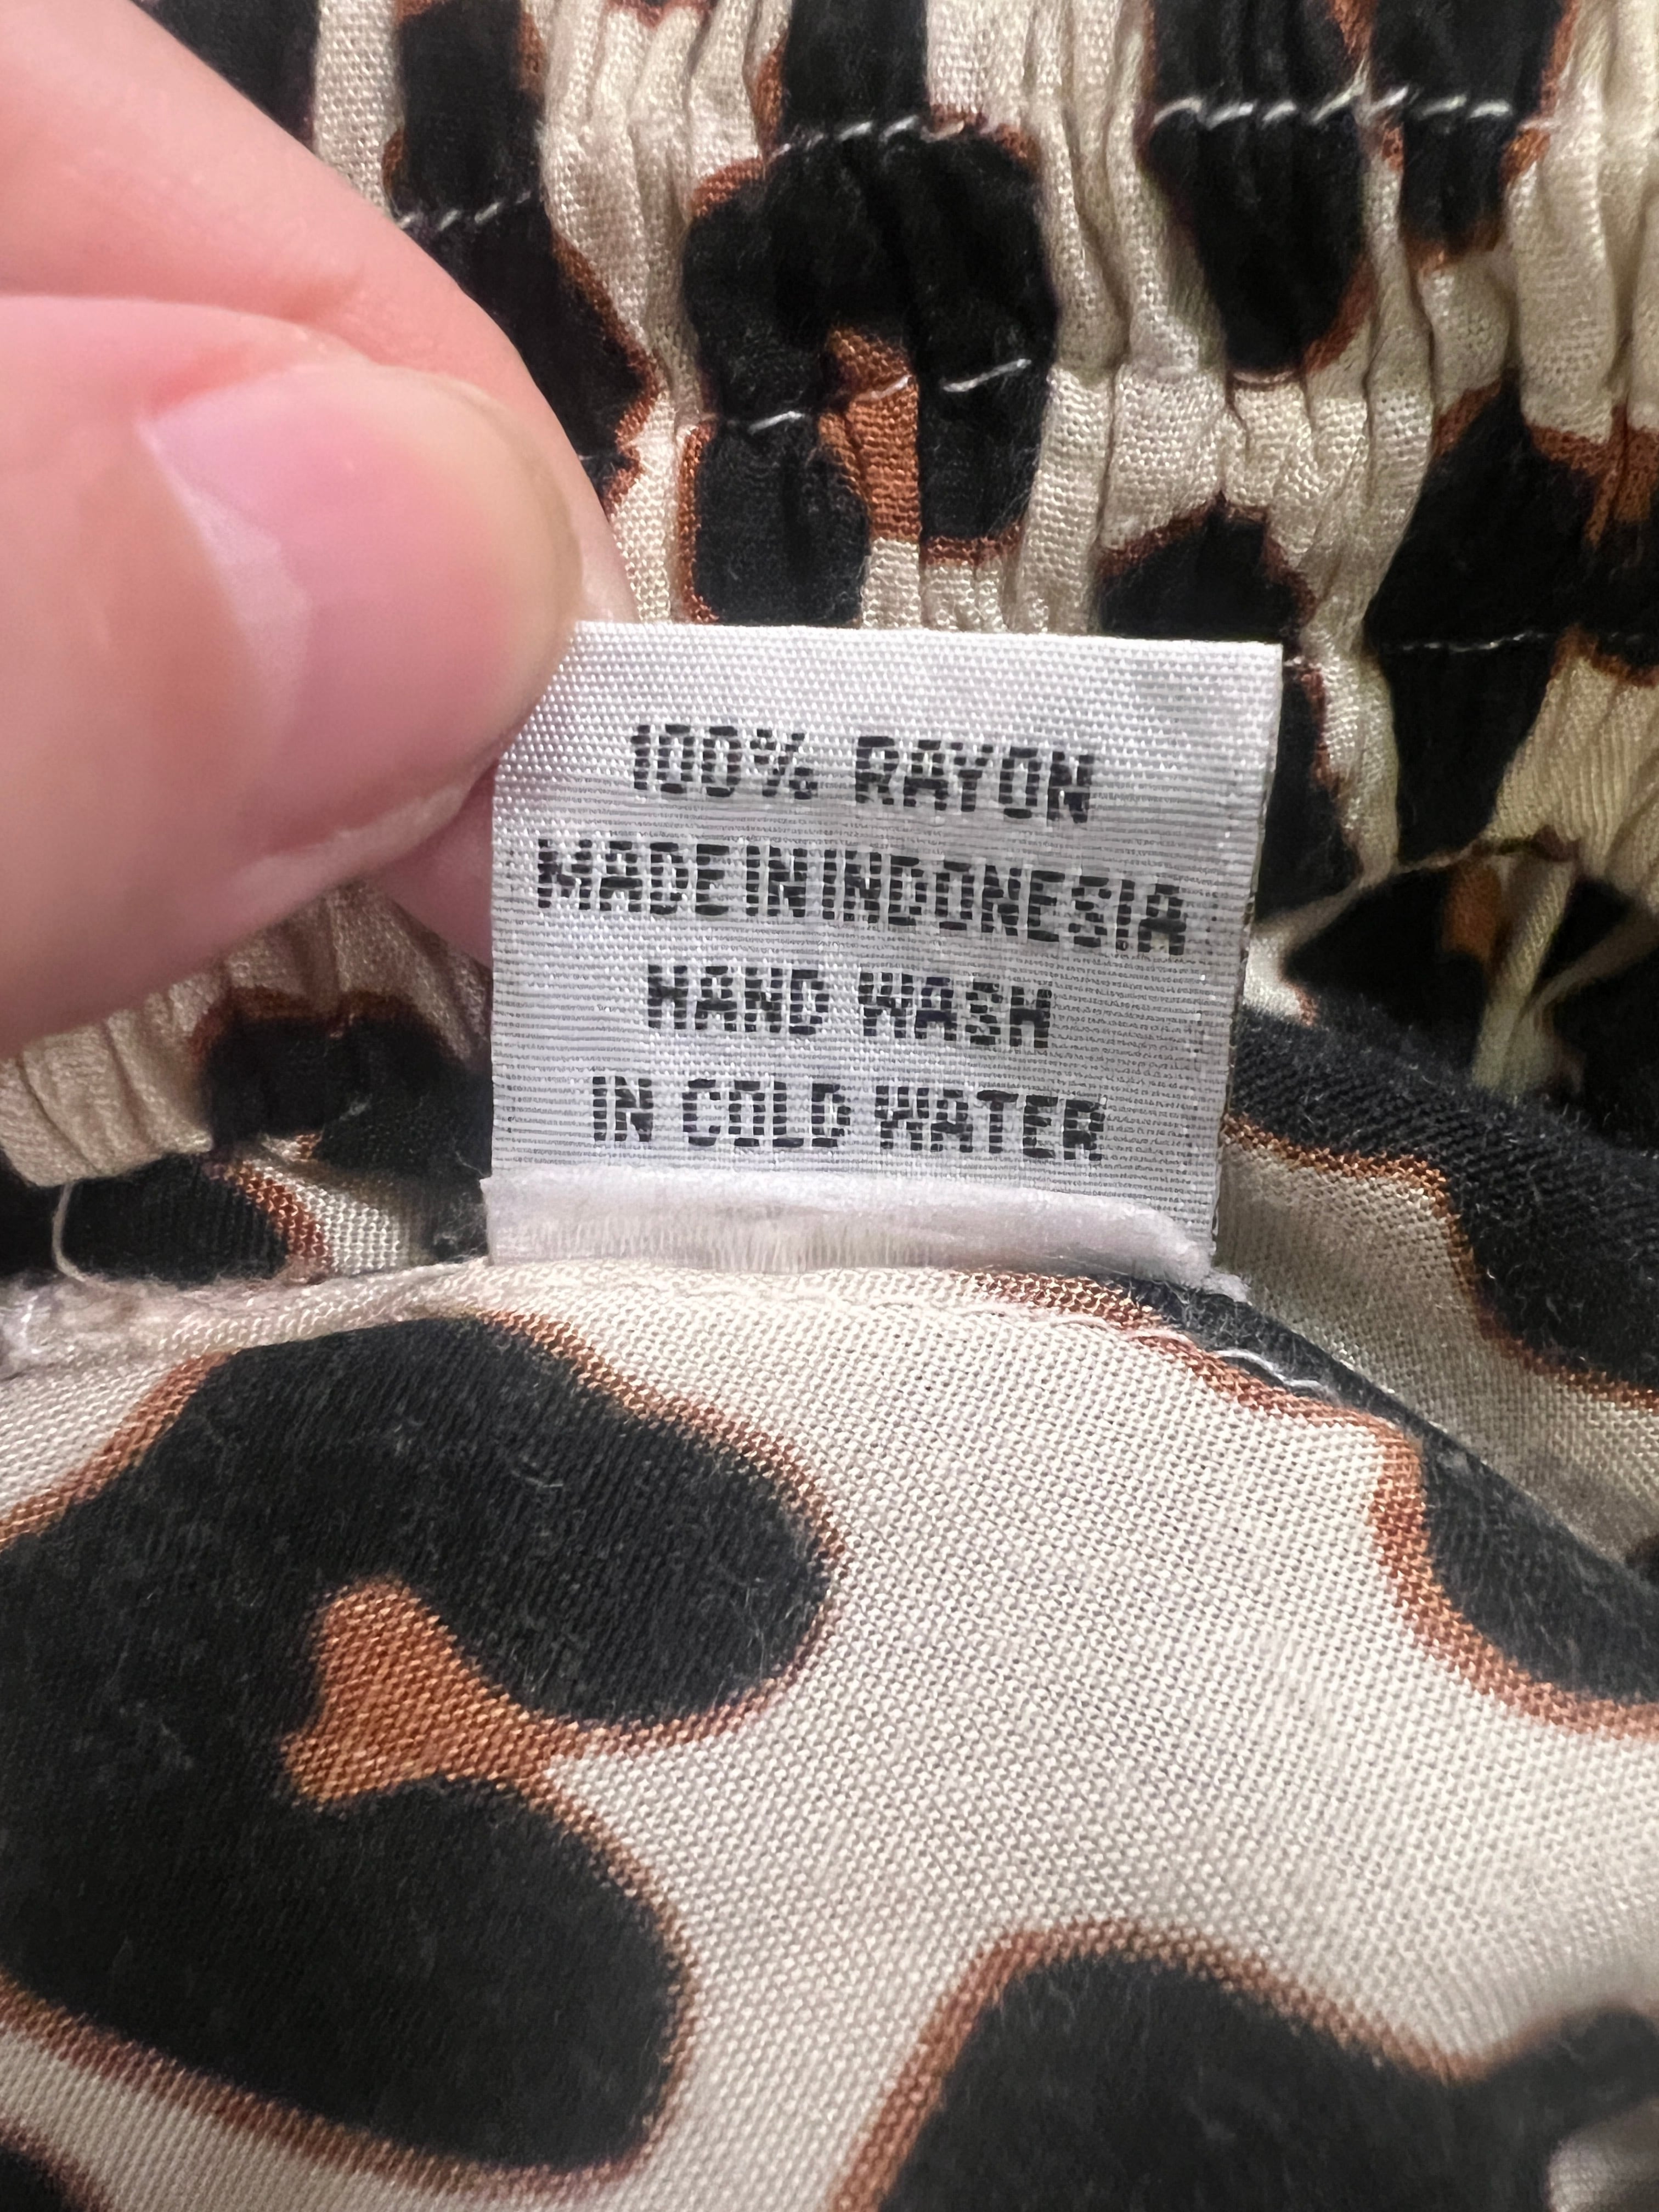 100% RAYON
MADE IN INDONESIA
HAND WASH
IN COLD WATER